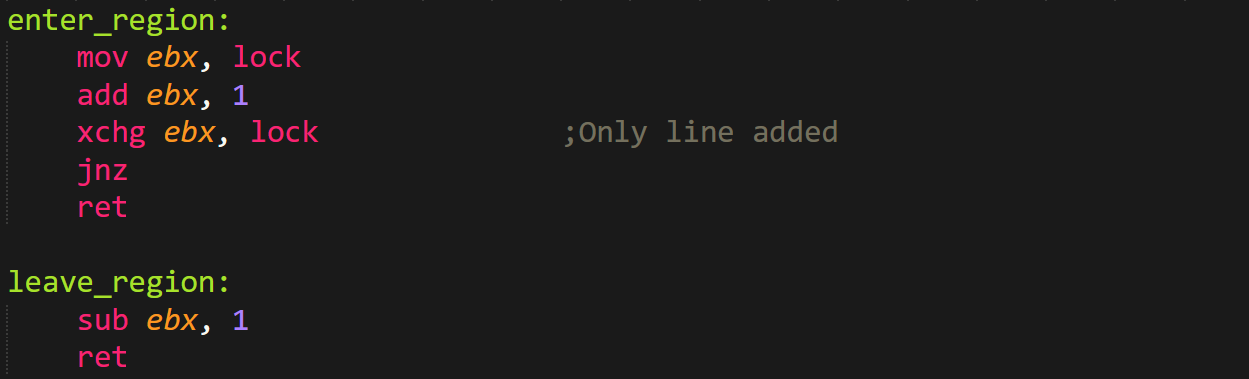 enter_region:
mov ebx, lock
add ebx, 1
xchg ebx, lock ;Only line added
jnz
ret
leave_region:
sub ebx, 1
ret